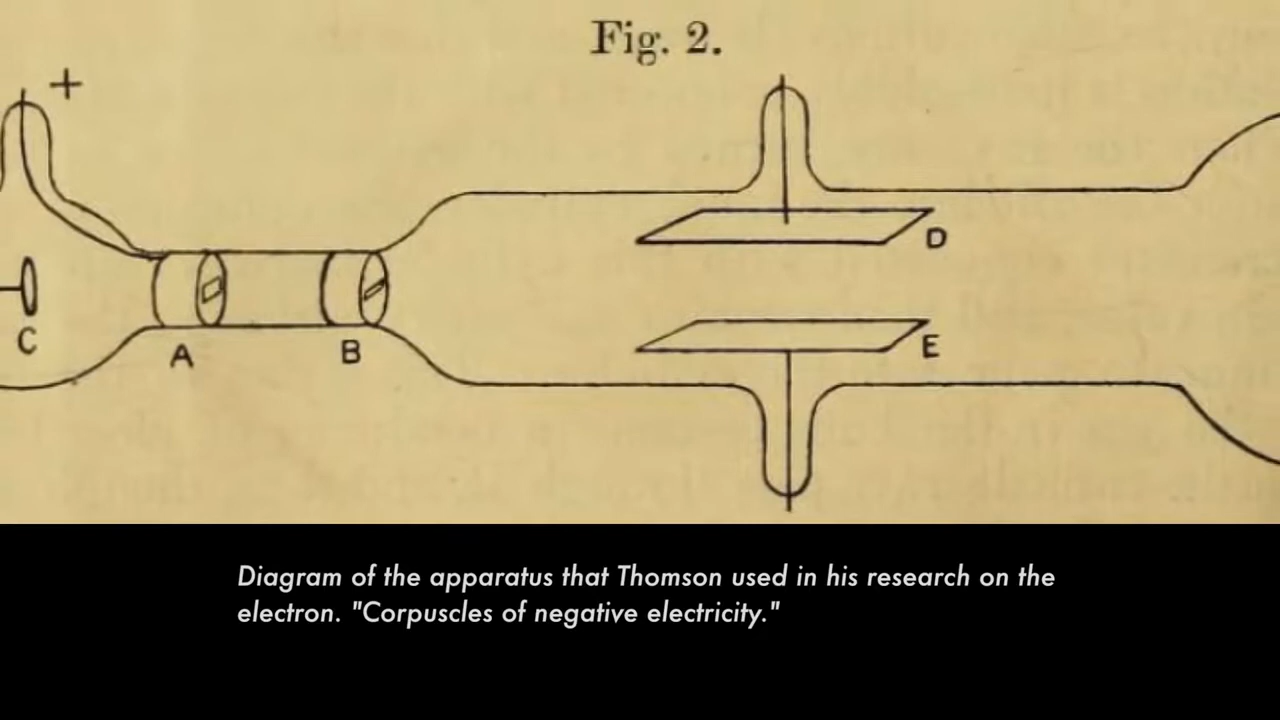 Fig. 2.
+
D
C
A
B
E
Diagram of the apparatus that Thomson used in his research on the
electron. "Corpuscles of negative electricity."